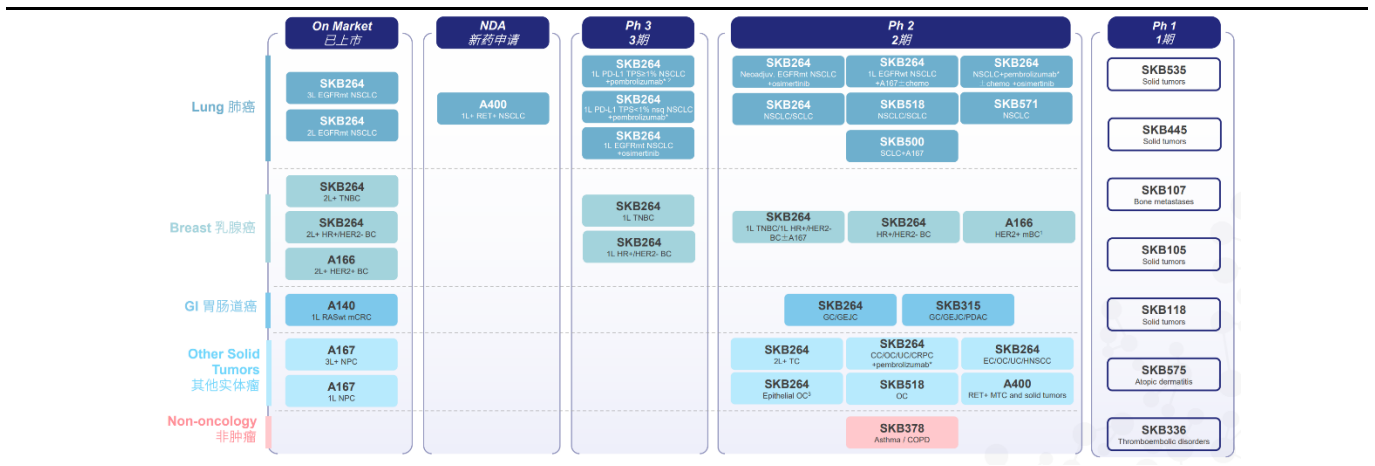 On Market
已上市
NDA
新药申请
Ph 3
3期
Ph 2
2期
Ph 1
1期
Lung 肺癌
SKB264
3L EGFRmt NSCLC
SKB264
2L EGFRmt NSCLC
A400
1L+ RET+ NSCLC
SKB264
1L PD-L1 TPS≥1% NSCLC
+pembrolizumab*
SKB264
1L PD-L1 TPS<1% nsq NSCLC
+pembrolizumab*
SKB264
1L EGFRmt NSCLC
+osimertinib
SKB264
Neoadjuv. EGFRmt NSCLC
+osimertinib
SKB264
1L EGFRwt NSCLC
+A167±chemo
SKB264
NSCLC+pembrolizumab*
chemo +osimertinib
SKB264
NSCLC/SCLC
SKB518
NSCLC/SCLC
SKB571
NSCLC
SKB500
SCLC+A167
Breast 乳腺癌
SKB264
2L+ TNBC
SKB264
2L+ HR+/HER2- BC
A166
2L+ HER2+ BC
SKB264
1L TNBC
SKB264
1L HR+/HER2- BC
SKB264
1L TNBC/1L HR+/HER2-
BC±A167
SKB264
HR+/HER2- BC
A166
HER2+ mBC†
GI 胃肠道癌
A140
1L RASwt mCRC
SKB264
GC/GEJC
SKB315
GC/GEJC/PDAC
Other Solid
Tumors
其他实体瘤
A167
3L+ NPC
A167
1L NPC
SKB264
2L+ TC
SKB264
CC/OC/UC/CRPC
+pembrolizumab*
SKB264
EC/OC/UC/HNSCC
SKB264
Epithelial OC
SKB518
OC
A400
RET+ MTC and solid tumors
Non-oncology
非肿瘤
SKB378
Asthma / COPD
SKB535
Solid tumors
SKB445
Solid tumors
SKB107
Bone metastases
SKB105
Solid tumors
SKB118
Solid tumors
SKB575
Atopic dermatitis
SKB336
Thromboembolic disorders